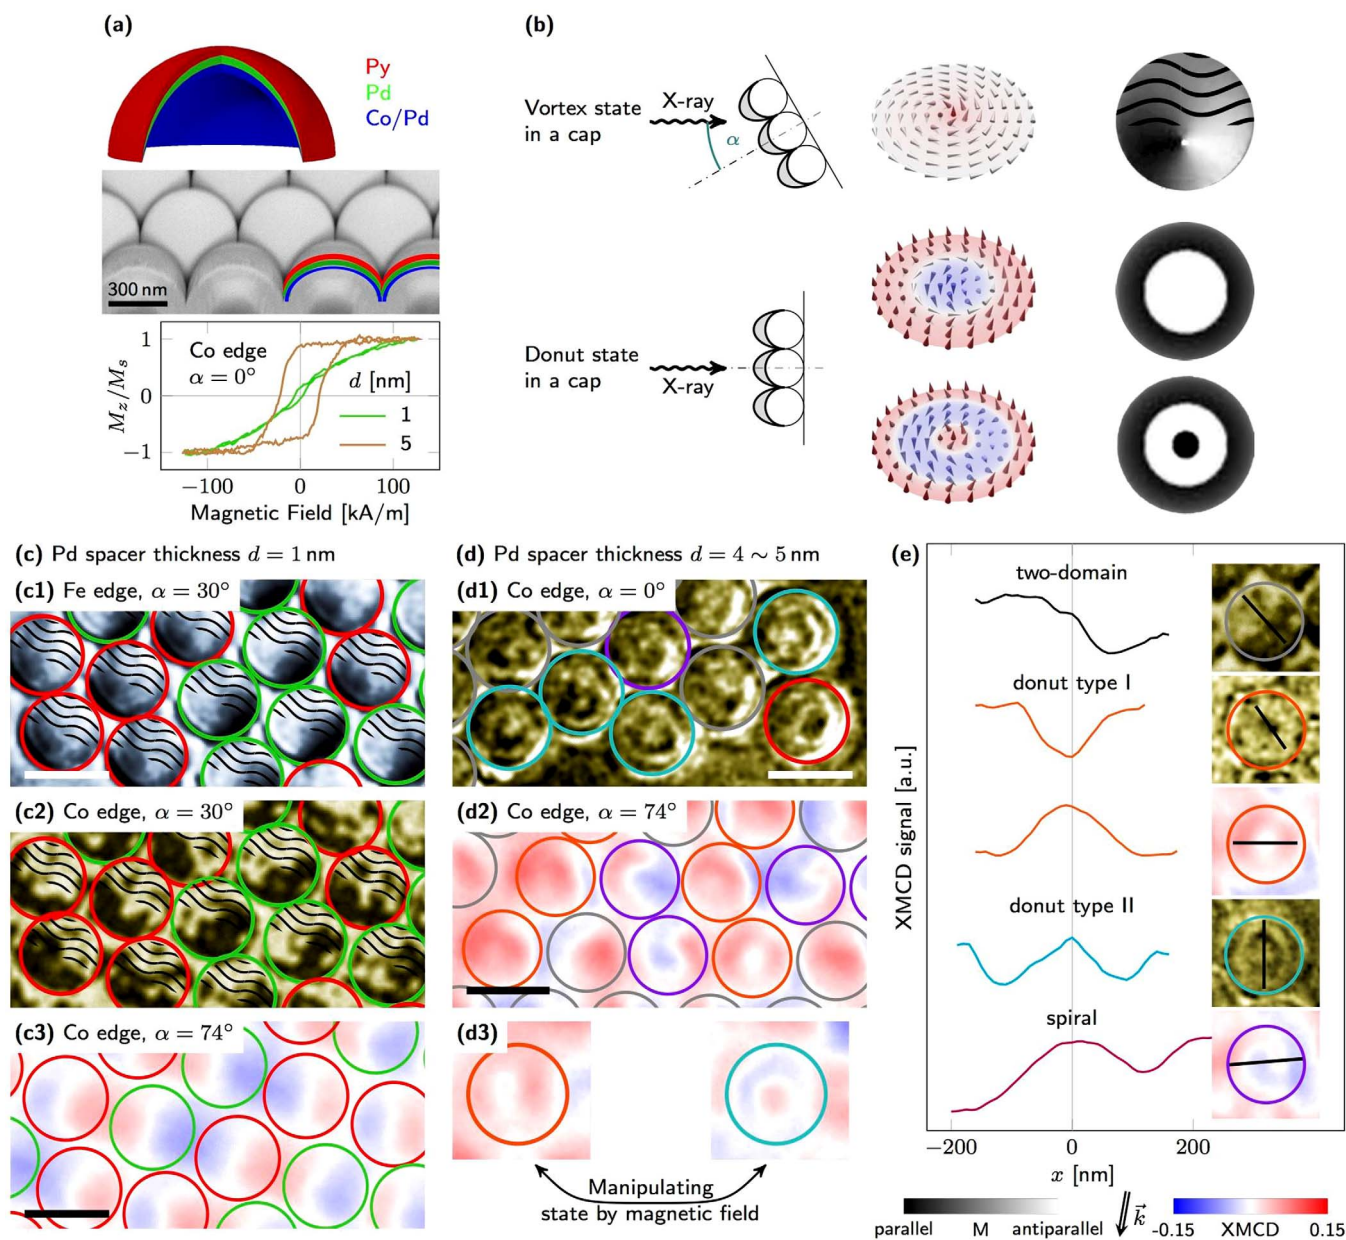 (a)
Py
Pd
Co/Pd
300 nm
Co edge
α = 0°
d [nm]
1
5
1
0
−1
M_z/M_s
−100
0
100
Magnetic Field [kA/m]
(b)
Vortex state
in a cap
X-ray
α
Donut state
in a cap
X-ray
(c) Pd spacer thickness d = 1 nm
(c1) Fe edge, α = 30°
(c2) Co edge, α = 30°
(c3) Co edge, α = 74°
(d) Pd spacer thickness d = 4 ∼ 5 nm
(d1) Co edge, α = 0°
(d2) Co edge, α = 74°
(d3)
Manipulating
state by magnetic field
(e)
two-domain
donut type I
donut type II
spiral
XMCD signal [a.u.]
−200
0
200
x [nm]
parallel M antiparallel
k⃗
-0.15 XMCD 0.15